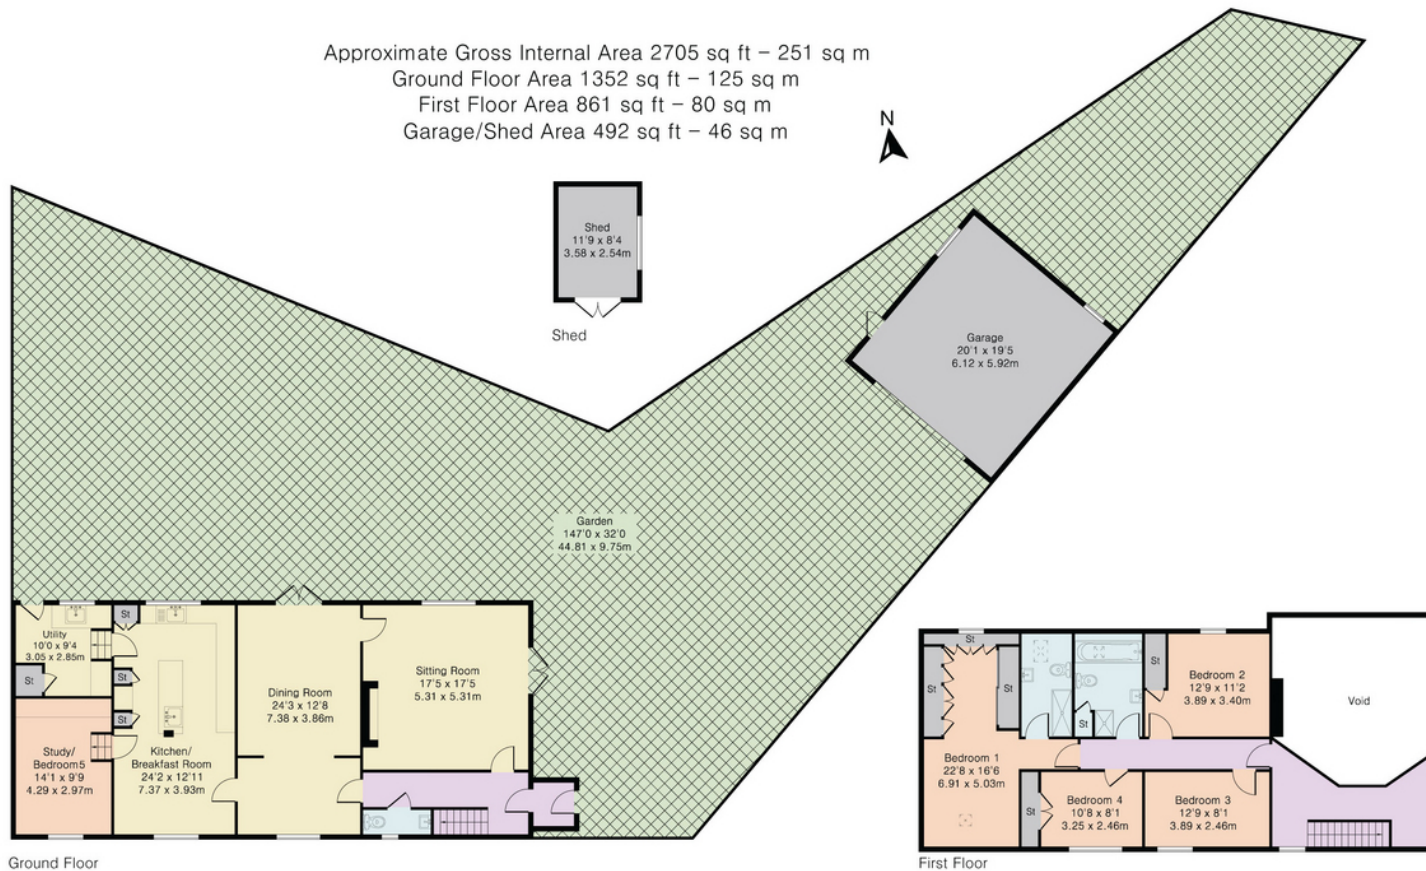 Approximate Gross Internal Area 2705 sq ft – 251 sq m
Ground Floor Area 1352 sq ft – 125 sq m
First Floor Area 861 sq ft – 80 sq m
Garage/Shed Area 492 sq ft – 46 sq m
N
Shed
11'9 x 8'4
3.58 x 2.54m
Shed
Garage
20'1 x 19'5
6.12 x 5.92m
Garden
147'0 x 32'0
44.81 x 9.75m
Utility
10'0 x 9'4
3.05 x 2.85m
St
St
St
St
Study/
Bedroom5
14'1 x 9'9
4.29 x 2.97m
Kitchen/
Breakfast Room
24'2 x 12'11
7.37 x 3.93m
Dining Room
24'3 x 12'8
7.38 x 3.86m
Sitting Room
17'5 x 17'5
5.31 x 5.31m
Ground Floor
St
St
St
St
St
St
Bedroom 1
22'8 x 16'6
6.91 x 5.03m
Bedroom 2
12'9 x 11'2
3.89 x 3.40m
Void
Bedroom 4
10'8 x 8'1
3.25 x 2.46m
Bedroom 3
12'9 x 8'1
3.89 x 2.46m
First Floor